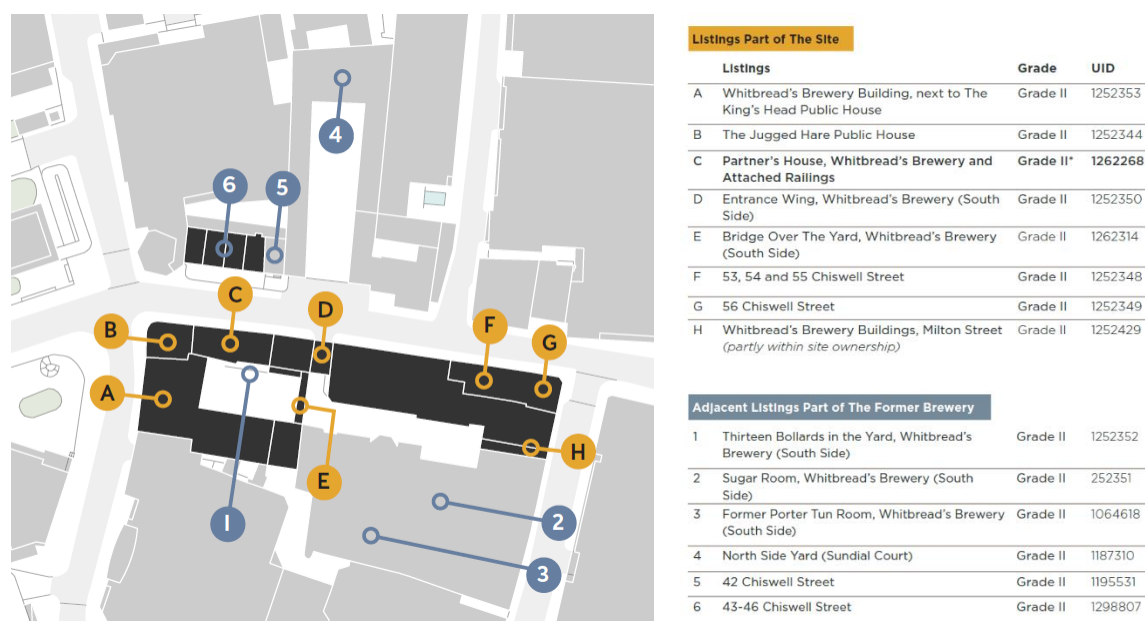 4
6
5
C
D
B
F
G
A
E
H
1
2
3
Listings Part of The Site
Listings Grade UID
A Whitbread's Brewery Building, next to The Grade II 1252353
King's Head Public House
B The Jugged Hare Public House Grade II 1252344
C Partner's House, Whitbread's Brewery and Grade II* 1262268
Attached Railings
D Entrance Wing, Whitbread's Brewery (South Grade II 1252350
Side)
E Bridge Over The Yard, Whitbread's Brewery Grade II 1262314
(South Side)
F 53, 54 and 55 Chiswell Street Grade II 1252348
G 56 Chiswell Street Grade II 1252349
H Whitbread's Brewery Buildings, Milton Street Grade II 1252429
(partly within site ownership)
Adjacent Listings Part of The Former Brewery
1 Thirteen Bollards in the Yard, Whitbread's Grade II 1252352
Brewery (South Side)
2 Sugar Room, Whitbread's Brewery (South Grade II 252351
Side)
3 Former Porter Tun Room, Whitbread's Brewery Grade II 1064618
(South Side)
4 North Side Yard (Sundial Court) Grade II 1187310
5 42 Chiswell Street Grade II 1195531
6 43-46 Chiswell Street Grade II 1298807